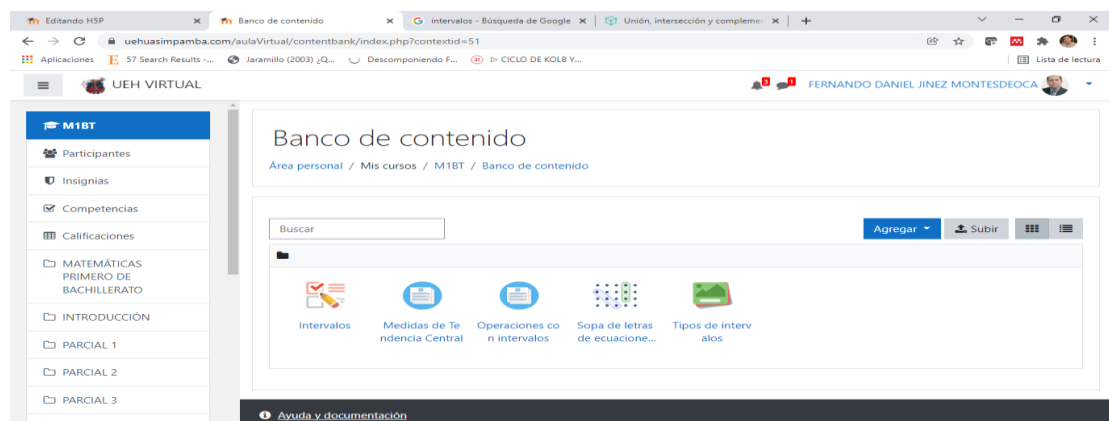 Editando H5P
Banco de contenido
intervalos - Búsqueda de Google
Unión, intersección y complemen
uehuasimpamba.com/aulaVirtual/contentbank/index.php?contextid=51
Aplicaciones
57 Search Results -...
Jaramillo (2003) ¿Q...
Descomponiendo F...
▷ CICLO DE KOLB Y...
Lista de lectura
UEH VIRTUAL
3
1
FERNANDO DANIEL JINEZ MONTESDEOCA
M1BT
Participantes
Insignias
Competencias
Calificaciones
MATEMÁTICAS
PRIMERO DE
BACHILLERATO
INTRODUCCIÓN
PARCIAL 1
PARCIAL 2
PARCIAL 3
Banco de contenido
Área personal / Mis cursos / M1BT / Banco de contenido
Buscar
Agregar
Subir
Intervalos
Medidas de Te
ndencia Central
Operaciones co
n intervalos
Sopa de letras
de ecuacione...
Tipos de interv
alos
Ayuda y documentación